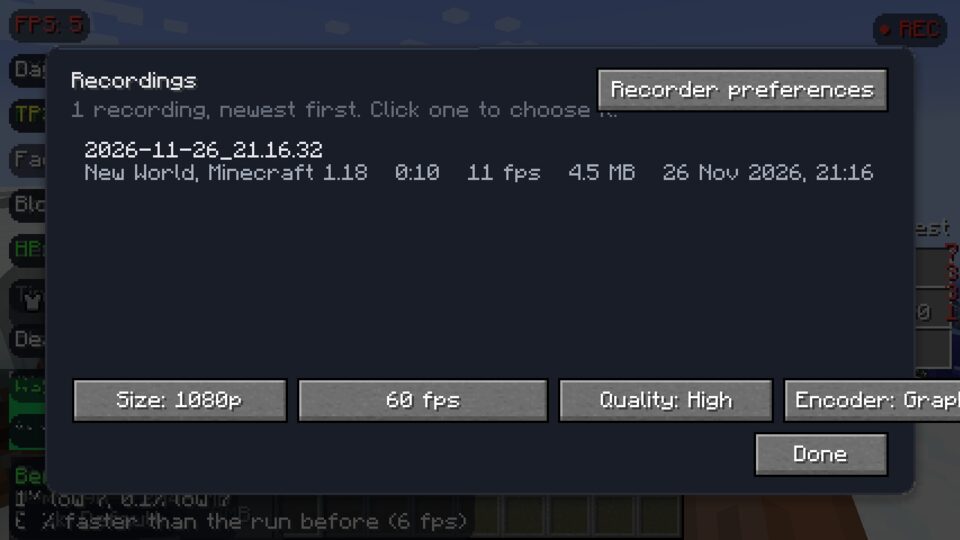 FPS: 5
REC
Recordings
Recorder preferences
1 recording, newest first. Click one to choose it.
2026-11-26_21.16.32
New World, Minecraft 1.18 0:10 11 fps 4.5 MB 26 Nov 2026, 21:16
Size: 1080p
60 fps
Quality: High
Encoder: Grap
Done
faster than the run before (6 fps)